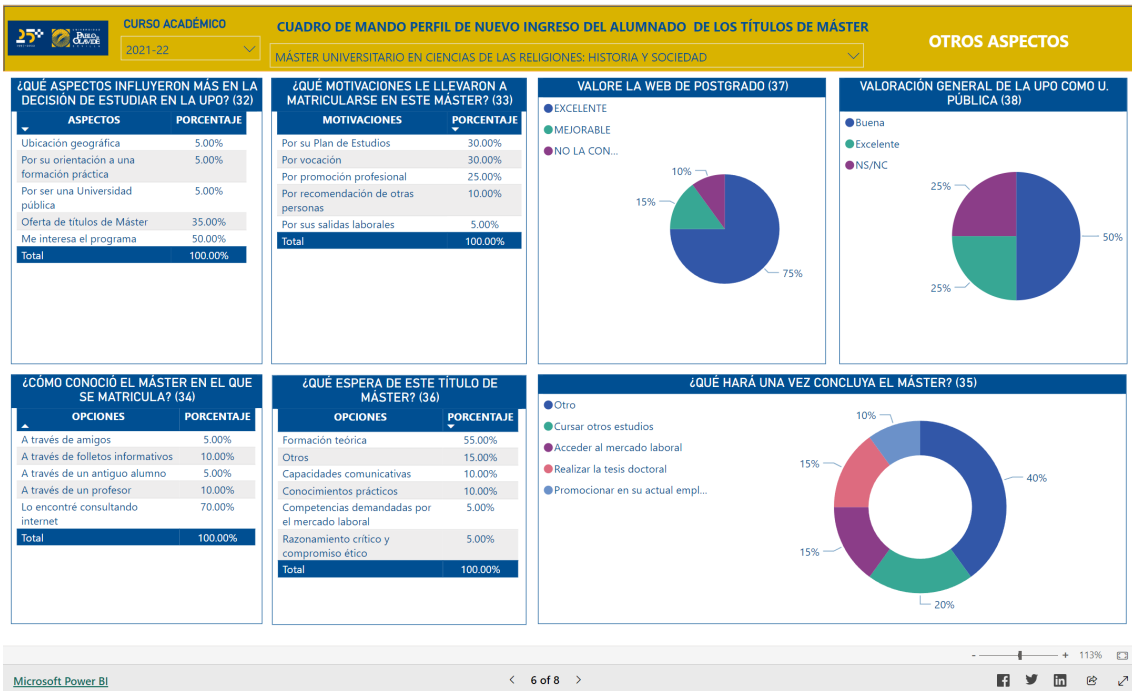 25º
PABLO DE
OLAVIDE
CURSO ACADÉMICO
2021-22
CUADRO DE MANDO PERFIL DE NUEVO INGRESO DEL ALUMNADO DE LOS TÍTULOS DE MÁSTER
MÁSTER UNIVERSITARIO EN CIENCIAS DE LAS RELIGIONES: HISTORIA Y SOCIEDAD
OTROS ASPECTOS
¿QUÉ ASPECTOS INFLUYERON MÁS EN LA
DECISIÓN DE ESTUDIAR EN LA UPO? (32)
ASPECTOS PORCENTAJE
Ubicación geográfica 5.00%
Por su orientación a una 5.00%
formación práctica
Por ser una Universidad 5.00%
pública
Oferta de títulos de Máster 35.00%
Me interesa el programa 50.00%
Total 100.00%
¿QUÉ MOTIVACIONES LE LLEVARON A
MATRICULARSE EN ESTE MÁSTER? (33)
MOTIVACIONES PORCENTAJE
Por su Plan de Estudios 30.00%
Por vocación 30.00%
Por promoción profesional 25.00%
Por recomendación de otras 10.00%
personas
Por sus salidas laborales 5.00%
Total 100.00%
VALORE LA WEB DE POSTGRADO (37)
EXCELENTE
MEJORABLE
NO LA CON...
10%
15%
75%
VALORACIÓN GENERAL DE LA UPO COMO U.
PÚBLICA (38)
Buena
Excelente
NS/NC
25%
50%
25%
¿CÓMO CONOCIÓ EL MÁSTER EN EL QUE
SE MATRICULA? (34)
OPCIONES PORCENTAJE
A través de amigos 5.00%
A través de folletos informativos 10.00%
A través de un antiguo alumno 5.00%
A través de un profesor 10.00%
Lo encontré consultando 70.00%
internet
Total 100.00%
¿QUÉ ESPERA DE ESTE TÍTULO DE
MÁSTER? (36)
OPCIONES PORCENTAJE
Formación teórica 55.00%
Otros 15.00%
Capacidades comunicativas 10.00%
Conocimientos prácticos 10.00%
Competencias demandadas por 5.00%
el mercado laboral
Razonamiento crítico y 5.00%
compromiso ético
Total 100.00%
¿QUÉ HARÁ UNA VEZ CONCLUYA EL MÁSTER? (35)
Otro
Cursar otros estudios
Acceder al mercado laboral
Realizar la tesis doctoral
Promocionar en su actual empl...
10%
15%
40%
15%
20%
- + 113%
Microsoft Power BI
6 of 8